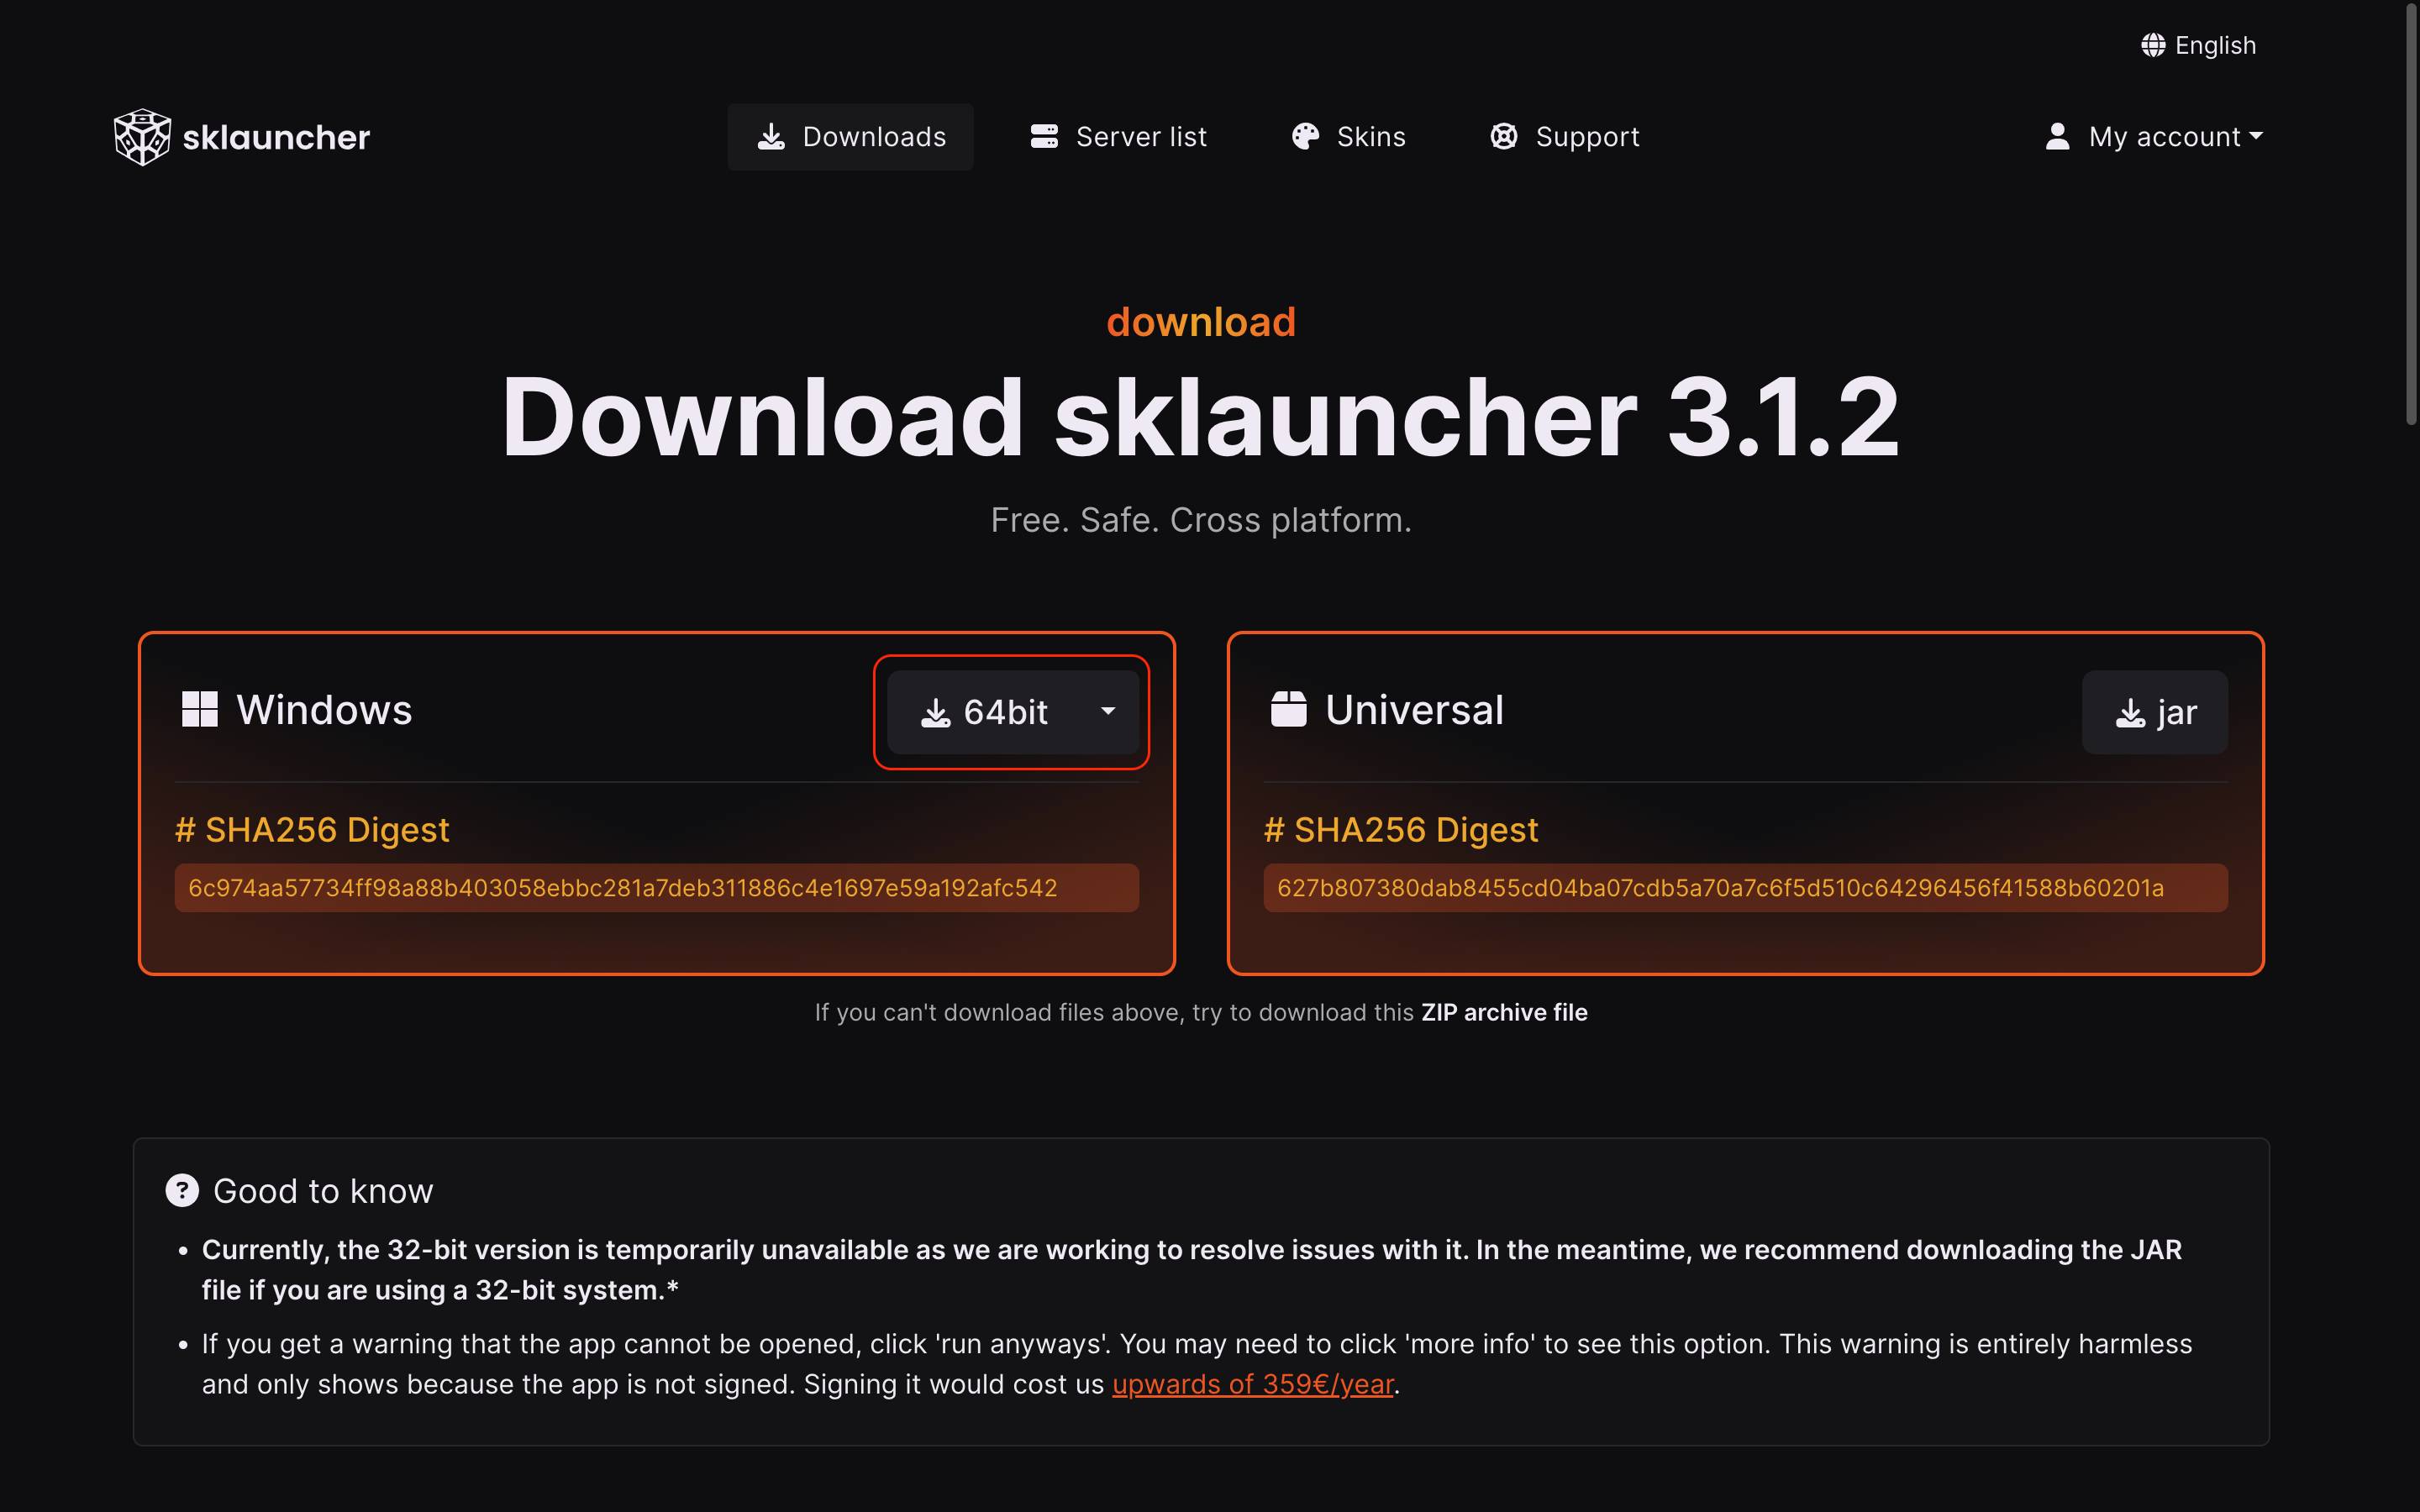 English
sklauncher
Downloads
Server list
Skins
Support
My account
download
Download sklauncher 3.1.2
Free. Safe. Cross platform.
Windows
64bit
# SHA256 Digest
6c974aa57734ff98a88b403058ebbc281a7deb311886c4e1697e59a192afc542
Universal
jar
# SHA256 Digest
627b807380dab8455cd04ba07cdb5a70a7c6f5d510c64296456f41588b60201a
If you can't download files above, try to download this ZIP archive file
Good to know
• Currently, the 32-bit version is temporarily unavailable as we are working to resolve issues with it. In the meantime, we recommend downloading the JAR
file if you are using a 32-bit system.*
• If you get a warning that the app cannot be opened, click 'run anyways'. You may need to click 'more info' to see this option. This warning is entirely harmless
and only shows because the app is not signed. Signing it would cost us upwards of 359€/year.